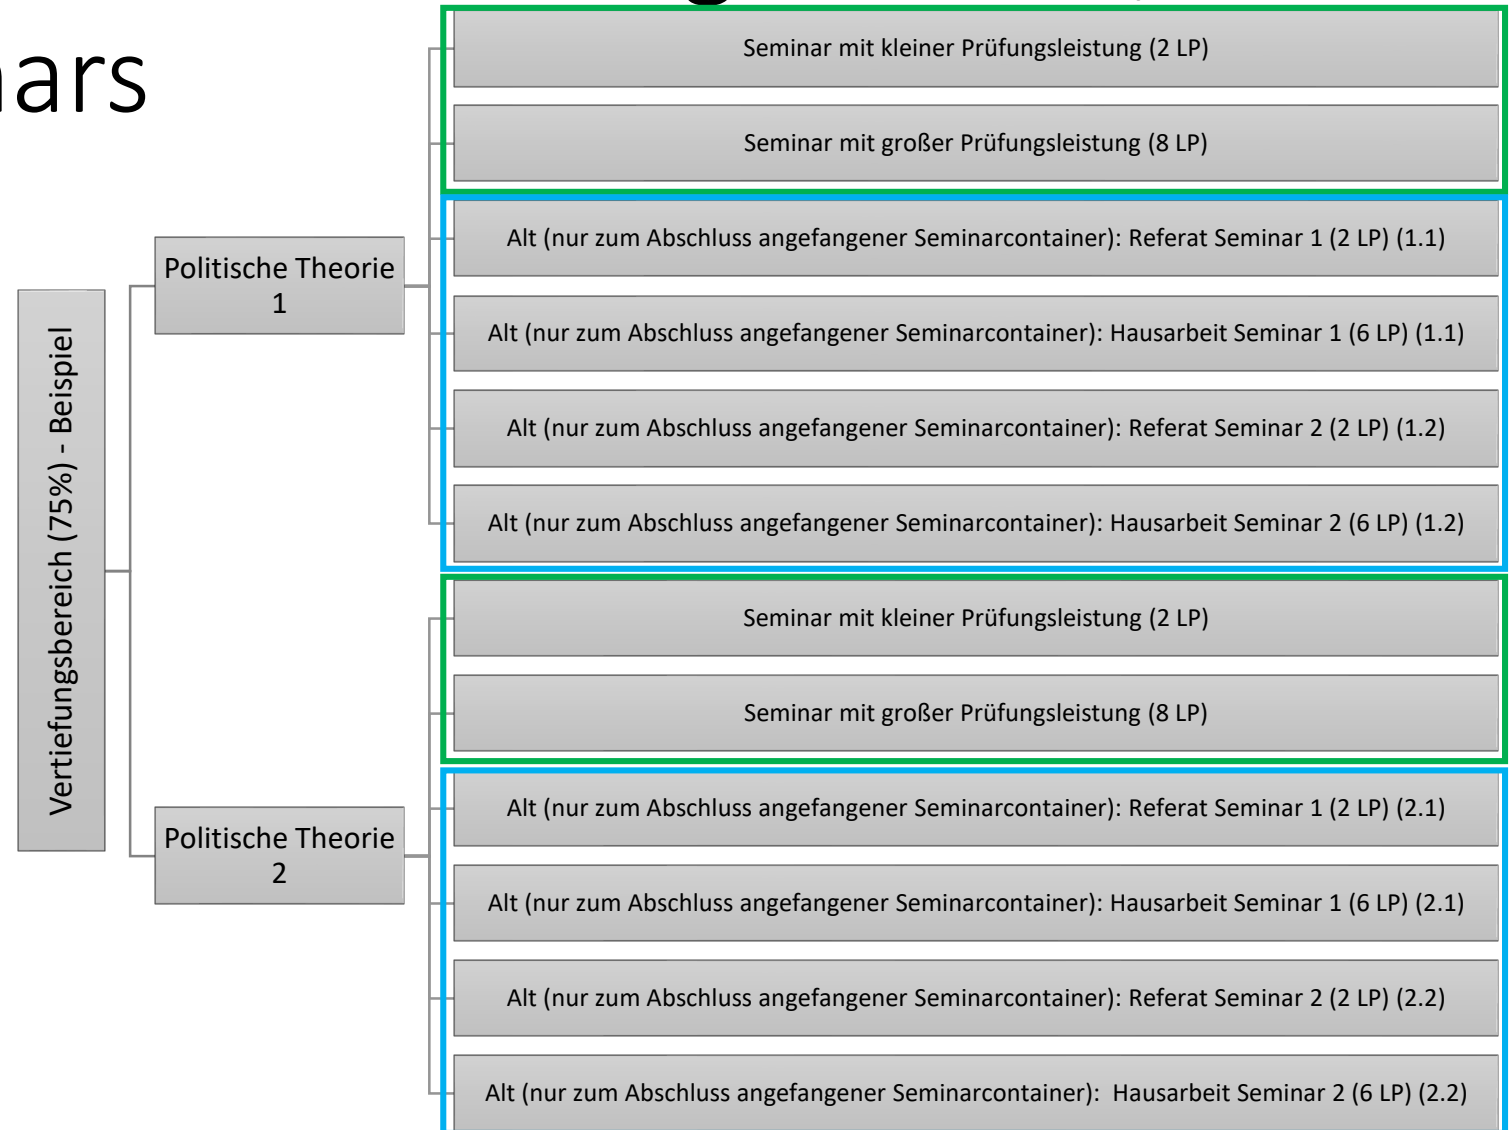 Seminar mit kleiner Prüfungsleistung (2 LP)
Seminar mit großer Prüfungsleistung (8 LP)
Alt (nur zum Abschluss angefangener Seminarcontainer): Referat Seminar 1 (2 LP) (1.1)
Politische Theorie
1
Alt (nur zum Abschluss angefangener Seminarcontainer): Hausarbeit Seminar 1 (6 LP) (1.1)
Alt (nur zum Abschluss angefangener Seminarcontainer): Referat Seminar 2 (2 LP) (1.2)
Alt (nur zum Abschluss angefangener Seminarcontainer): Hausarbeit Seminar 2 (6 LP) (1.2)
Vertiefungsbereich (75%) - Beispiel
Seminar mit kleiner Prüfungsleistung (2 LP)
Seminar mit großer Prüfungsleistung (8 LP)
Alt (nur zum Abschluss angefangener Seminarcontainer): Referat Seminar 1 (2 LP) (2.1)
Politische Theorie
2
Alt (nur zum Abschluss angefangener Seminarcontainer): Hausarbeit Seminar 1 (6 LP) (2.1)
Alt (nur zum Abschluss angefangener Seminarcontainer): Referat Seminar 2 (2 LP) (2.2)
Alt (nur zum Abschluss angefangener Seminarcontainer):  Hausarbeit Seminar 2 (6 LP) (2.2)